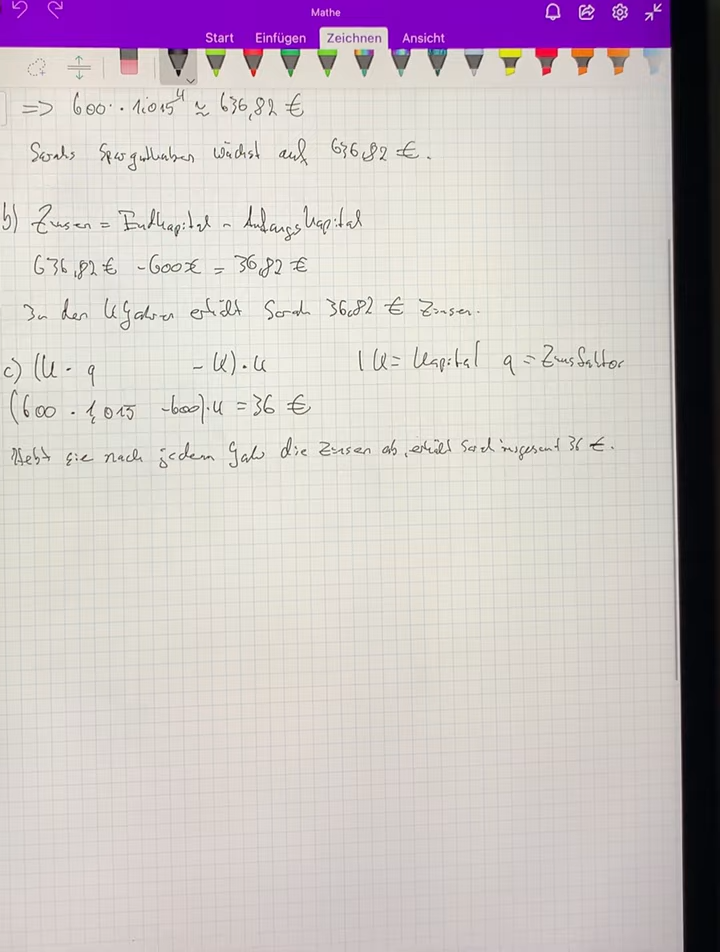 Mathe
Start Einfügen Zeichnen Ansicht
=> 600 · 1,015⁴ ≈ 636,82 €
Sarahs Sparguthaben wächst auf 636,82 €.
b) Zinsen = Endkapital - Anfangskapital
636,82 € - 600 € = 36,82 €
In den 4 Jahren erhält Sarah 36,82 € Zinsen.
c) (K · q - K) · 4 | K = Kapital q = Zinsfaktor
(600 · 1,015 - 600) · 4 = 36 €
Hebt sie nach jedem Jahr die Zinsen ab, erhält Sarah insgesamt 36 €.